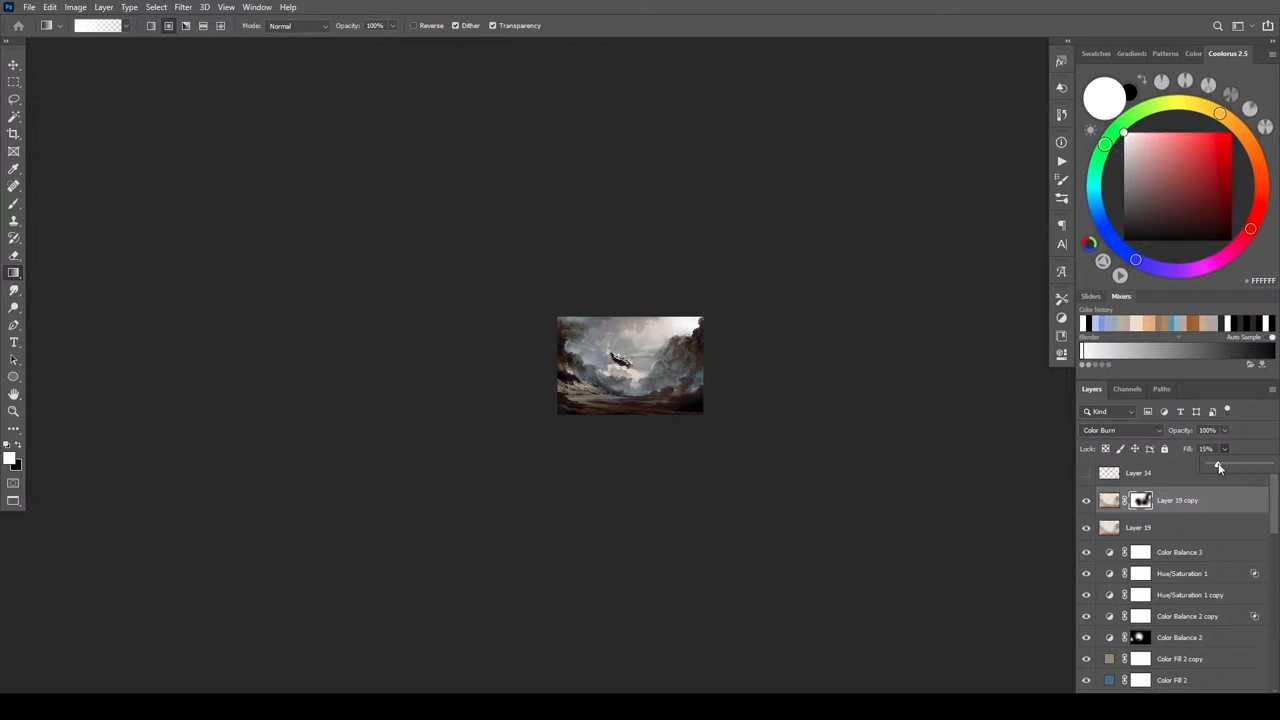 Ps File Edit Image Layer Type Select Filter 3D View Window Help
Mode: Normal Opacity: 100% Reverse Dither Transparency
Swatches Gradient: Patterns Color Coolorus 2.5
# FFFFFF
Sliders Mixers
Color history
Blender Auto Sample
Layers Channels Paths
Kind
Color Burn Opacity: 100%
Lock: Fill: 15%
Layer 14
Layer 19 copy
Layer 19
Color Balance 3
Hue/Saturation 1
Hue/Saturation 1 copy
Color Balance 2 copy
Color Balance 2
Color Fill 2 copy
Color Fill 2